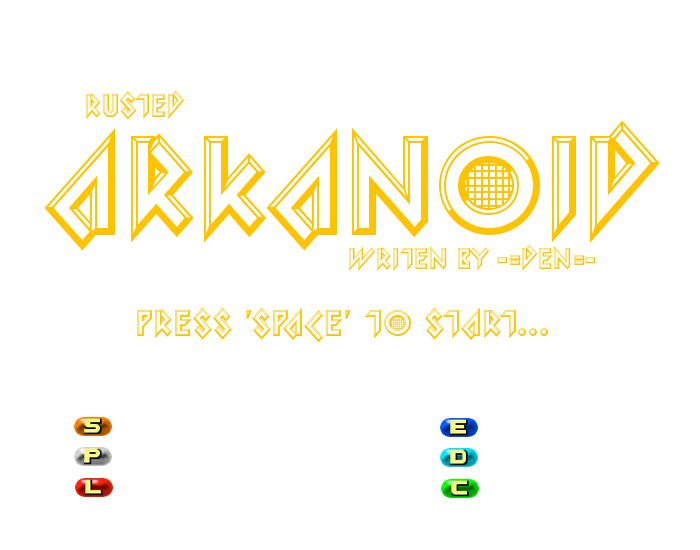 RUSTED
ARKANOID
WRITEN BY -=DEN=-
PRESS 'SPACE' TO START...
S E
P D
L C